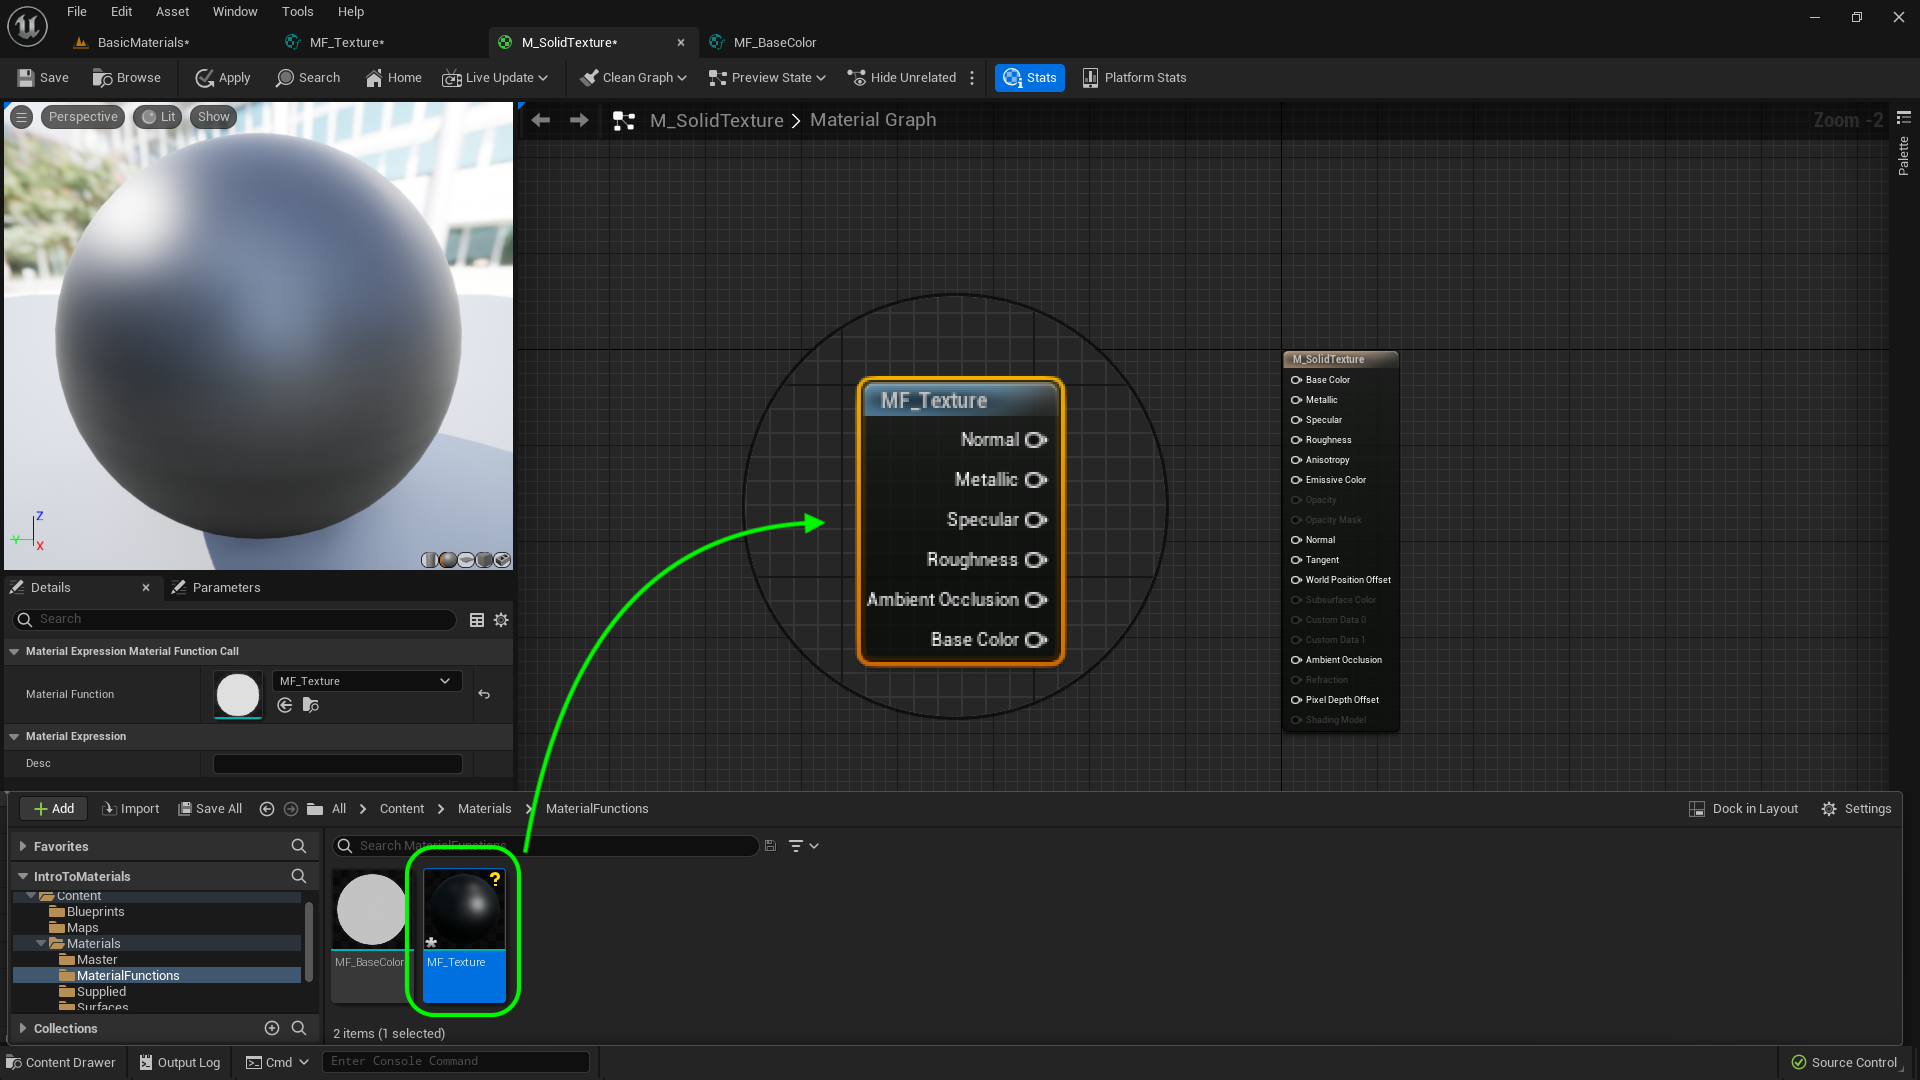 File Edit Asset Window Tools Help
BasicMaterials* MF_Texture* M_SolidTexture* MF_BaseColor
Save Browse Apply Search Home Live Update Clean Graph Preview State Hide Unrelated Stats Platform Stats
Perspective Lit Show
M_SolidTexture > Material Graph
Zoom -2
Palette
Z
Y
X
MF_Texture
Normal
Metallic
Specular
Roughness
Ambient Occlusion
Base Color
M_SolidTexture
Base Color
Metallic
Specular
Roughness
Anisotropy
Emissive Color
Opacity
Opacity Mask
Normal
Tangent
World Position Offset
Subsurface Color
Custom Data 0
Custom Data 1
Ambient Occlusion
Refraction
Pixel Depth Offset
Shading Model
Details Parameters
Search
Material Expression Material Function Call
Material Function MF_Texture
Material Expression
Desc
Add Import Save All All > Content > Materials > MaterialFunctions Dock in Layout Settings
Favorites
Search MaterialFunctions
IntroToMaterials
Content
Blueprints
Maps
Materials
Master
MaterialFunctions
Supplied
Surfaces
Collections
MF_BaseColor MF_Texture
2 items (1 selected)
Content Drawer Output Log Cmd Enter Console Command Source Control